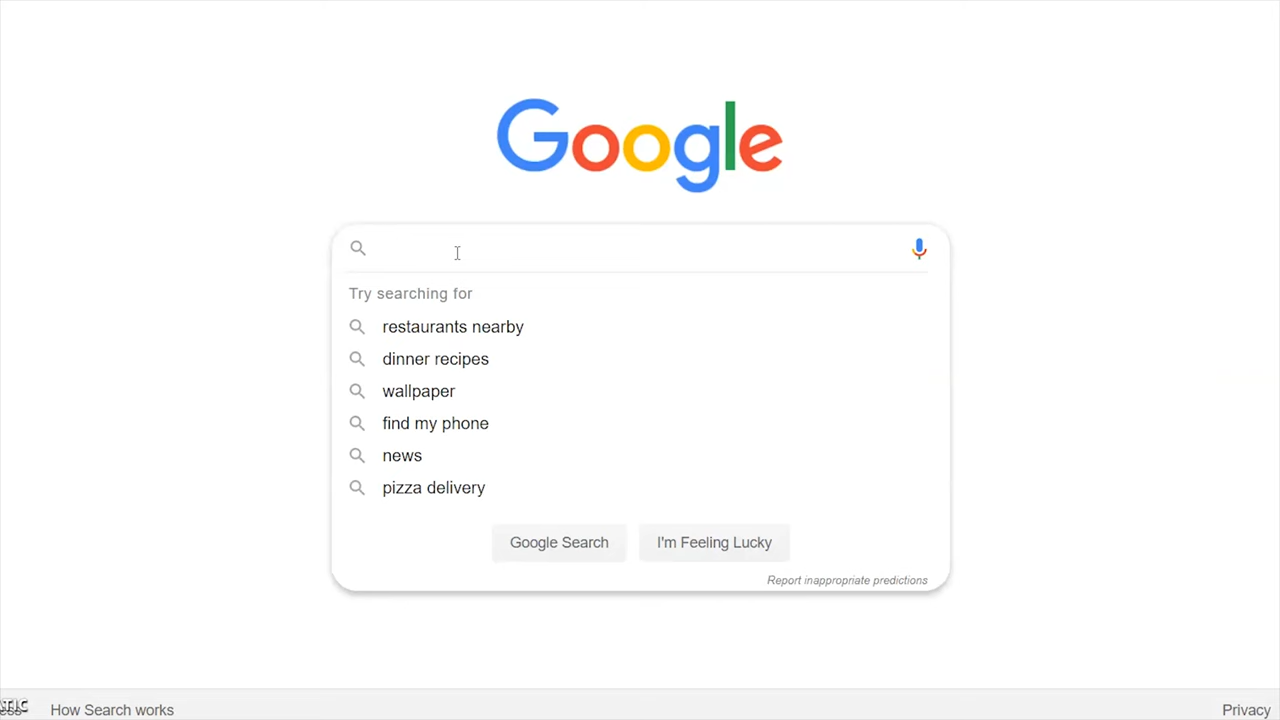 Google
Try searching for
restaurants nearby
dinner recipes
wallpaper
find my phone
news
pizza delivery
Google Search I'm Feeling Lucky
Report inappropriate predictions
How Search works Privacy